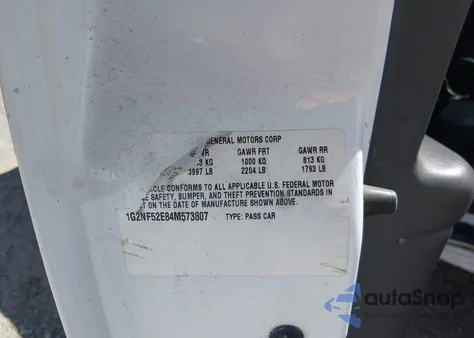 GENERAL MOTORS CORP
GAWR FRT GAWR RR
KG 1000 KG 813 KG
3997 LB 2204 LB 1793 LB
CONFORMS TO ALL APPLICABLE U.S. FEDERAL MOTOR
SAFETY, BUMPER, AND THEFT PREVENTION STANDARDS IN
ON THE DATE OF MANUFACTURE SHOWN ABOVE.
1G2NF52E84M573807 TYPE: PASS CAR
autoSnap